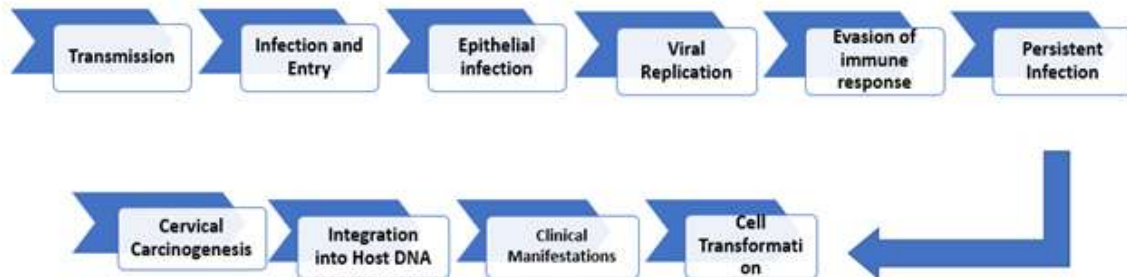 Transmission
Infection and
Entry
Epithelial
infection
Viral
Replication
Evasion of
immune
response
Persistent
Infection
Cervical
Carcinogenesis
Integration
into Host DNA
Clinical
Manifestations
Cell
Transformati
on